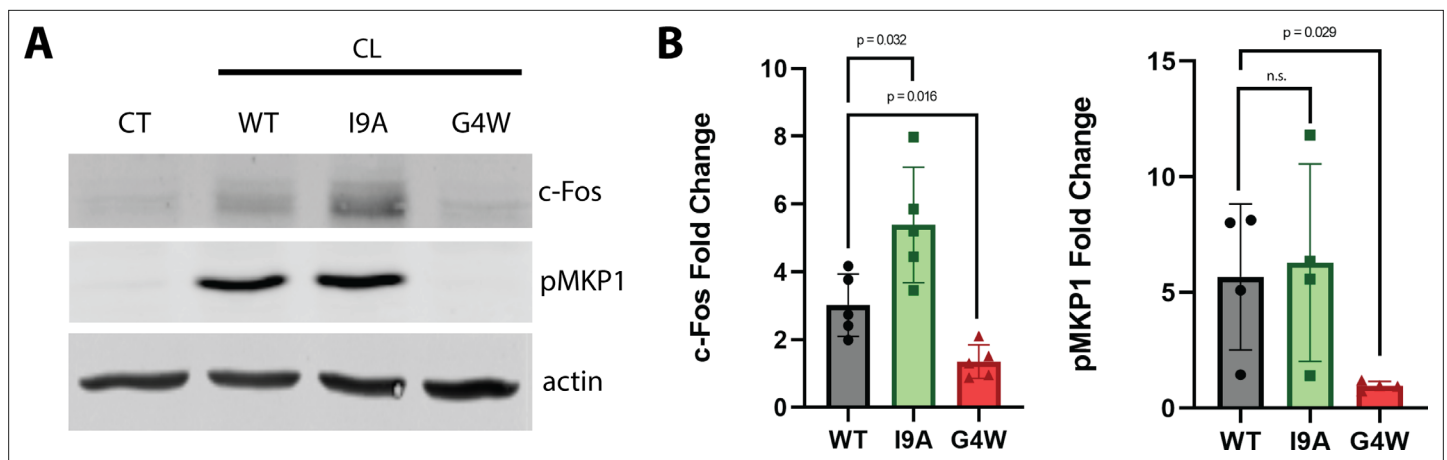 A
CL
CT WT I9A G4W
c-Fos
pMKP1
actin
B
c-Fos Fold Change
10
8
6
4
2
0
p = 0.032
p = 0.016
WT I9A G4W
pMKP1 Fold Change
15
10
5
0
p = 0.029
n.s.
WT I9A G4W